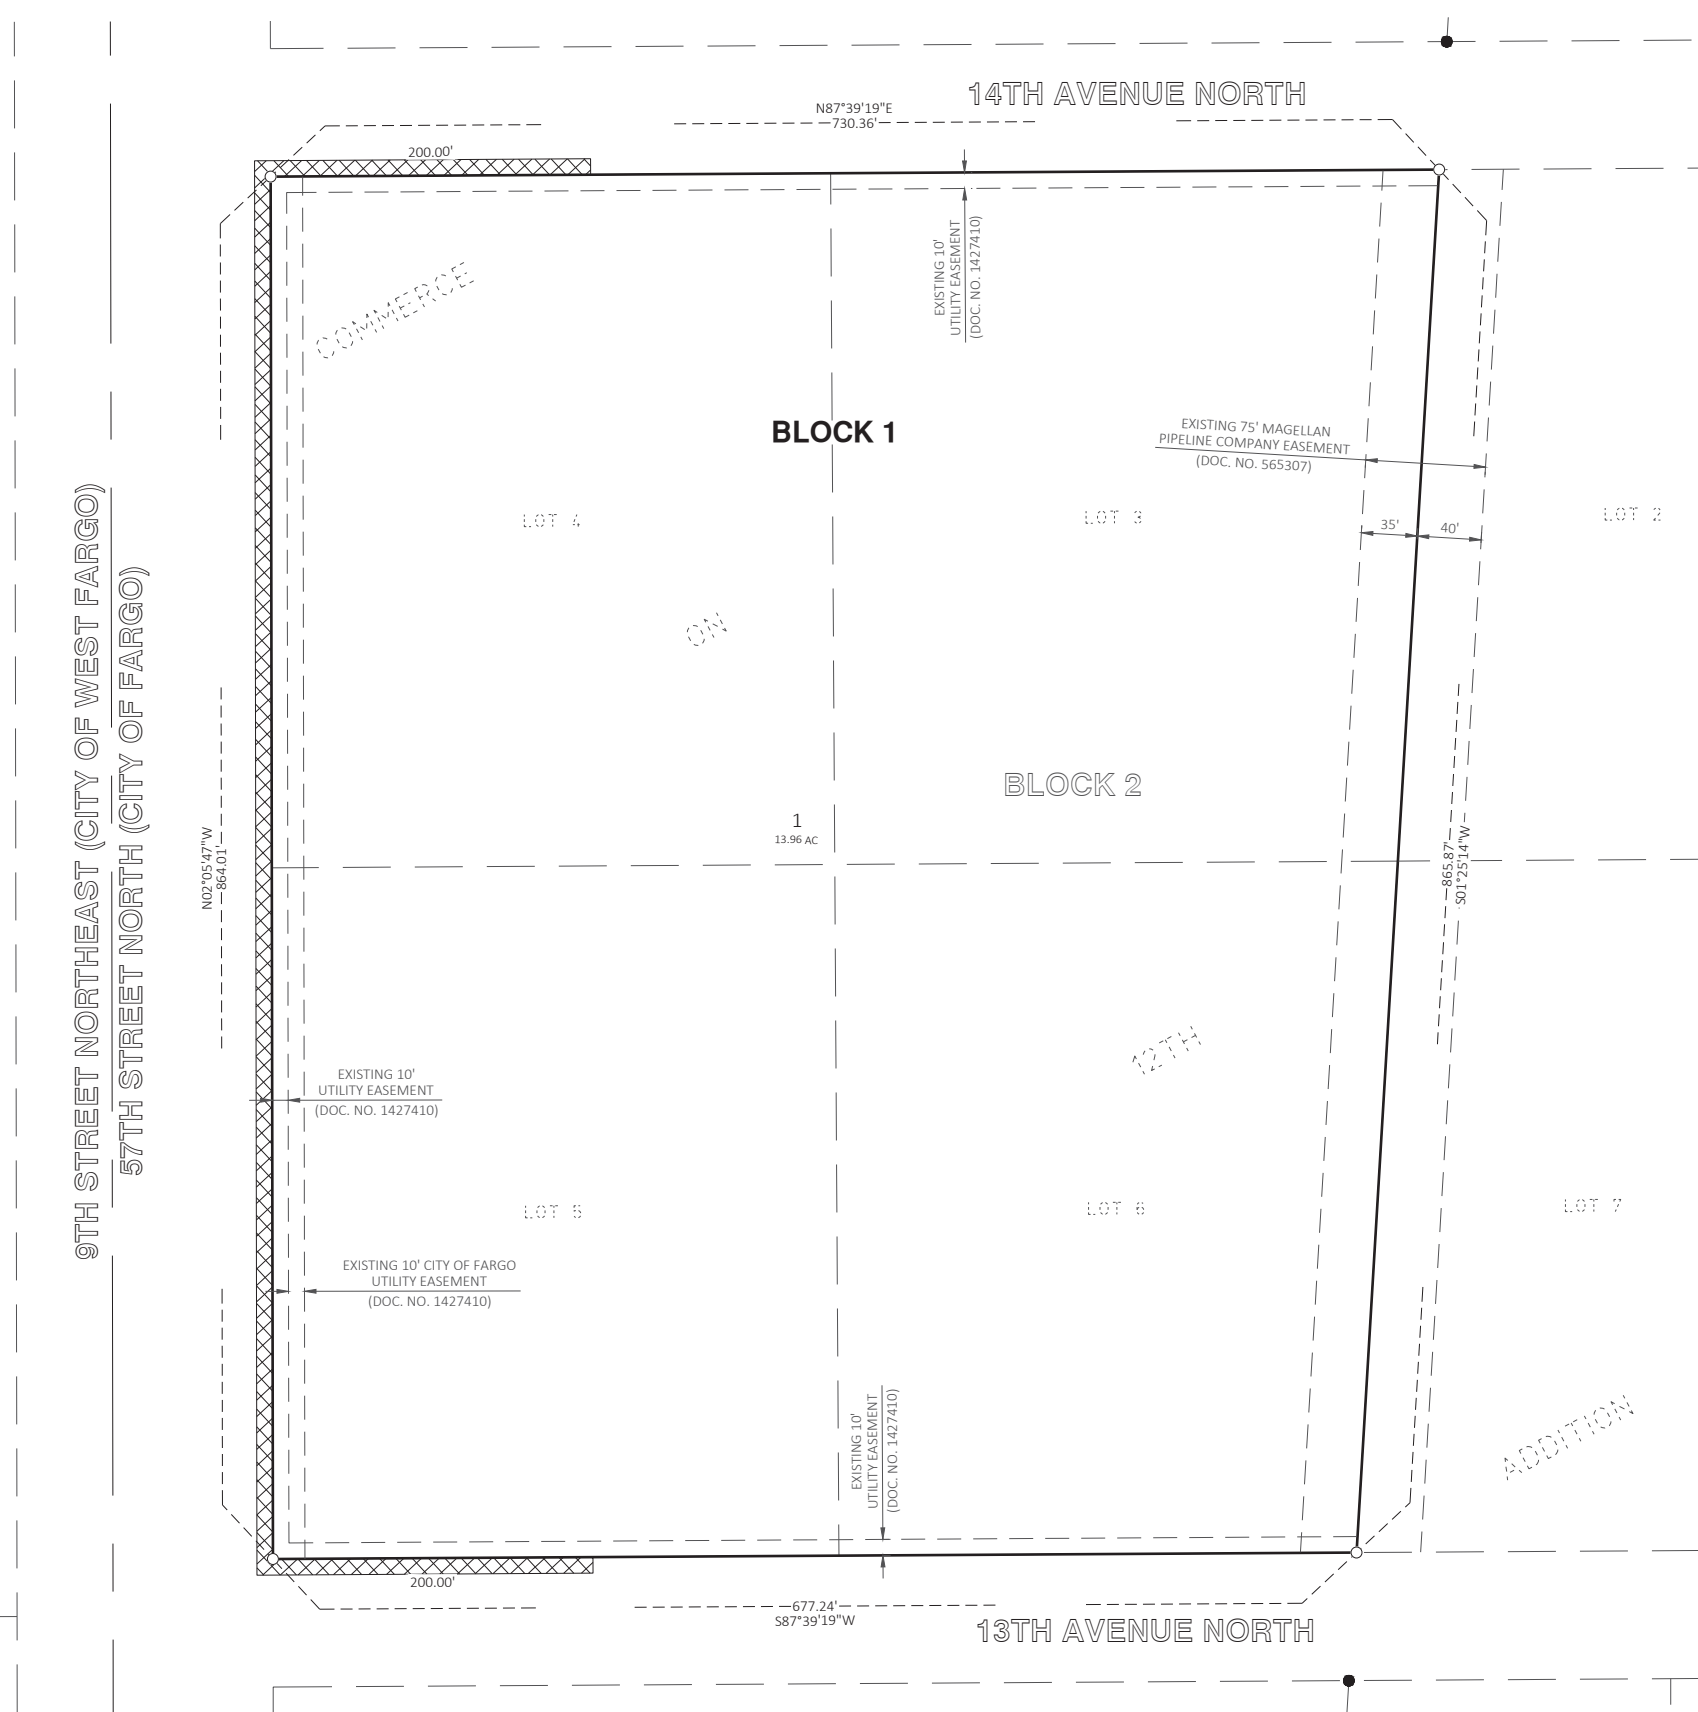 14TH AVENUE NORTH
N87°39'19"E
730.36'
200.00'
EXISTING 10'
UTILITY EASEMENT
(DOC. NO. 1427410)
COMMERCE
BLOCK 1
EXISTING 75' MAGELLAN
PIPELINE COMPANY EASEMENT
(DOC. NO. 565307)
LOT 4
LOT 3
LOT 2
35'
40'
ON
9TH STREET NORTHEAST (CITY OF WEST FARGO)
57TH STREET NORTH (CITY OF FARGO)
BLOCK 2
1
13.96 AC
N02°05'47"W
864.01'
865.87'
S01°25'14"W
12TH
EXISTING 10'
UTILITY EASEMENT
(DOC. NO. 1427410)
LOT 5
LOT 6
LOT 7
EXISTING 10' CITY OF FARGO
UTILITY EASEMENT
(DOC. NO. 1427410)
EXISTING 10'
UTILITY EASEMENT
(DOC. NO. 1427410)
ADDITION
200.00'
677.24'
S87°39'19"W
13TH AVENUE NORTH